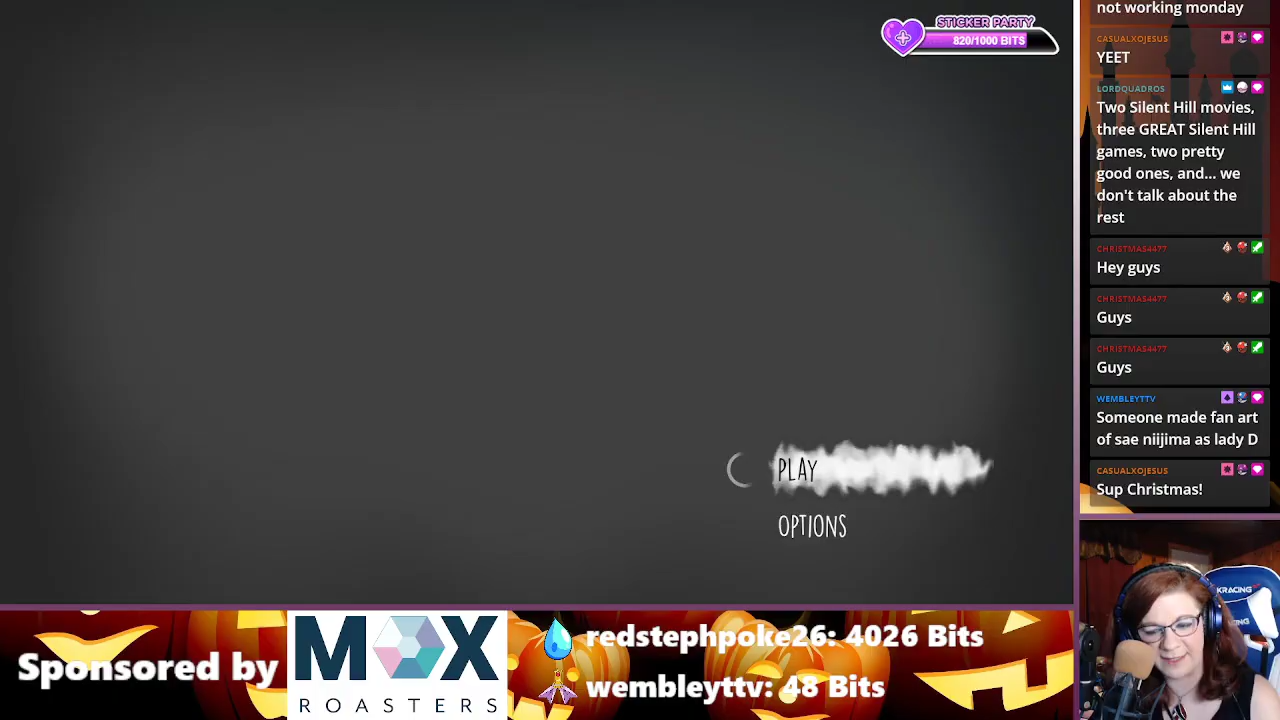 STICKER PARTY
820/1000 BITS
not working monday
CASUALXOJESUS
YEET
LORDQUADROS
Two Silent Hill movies,
three GREAT Silent Hill
games, two pretty
good ones, and... we
don't talk about the
rest
CHRISTMAS4477
Hey guys
CHRISTMAS4477
Guys
CHRISTMAS4477
Guys
WEMBLEYTTV
Someone made fan art
of sae niijima as lady D
CASUALXOJESUS
Sup Christmas!
PLAY
OPTIONS
KRACING
Sponsored by
MOX
ROASTERS
redstephpoke26: 4026 Bits
wembleyttv: 48 Bits